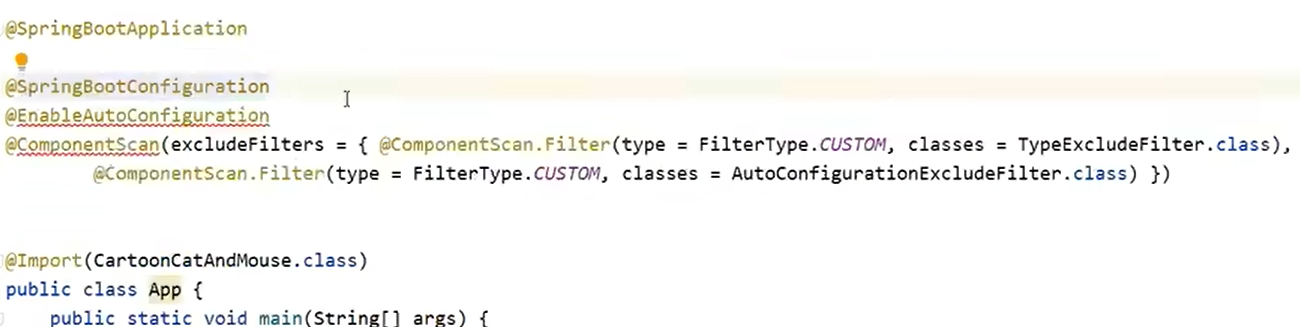 @SpringBootApplication
@SpringBootConfiguration
@EnableAutoConfiguration
@ComponentScan(excludeFilters = { @ComponentScan.Filter(type = FilterType.CUSTOM, classes = TypeExcludeFilter.class),
@ComponentScan.Filter(type = FilterType.CUSTOM, classes = AutoConfigurationExcludeFilter.class) })
@Import(CartoonCatAndMouse.class)
public class App {
public static void main(String[] args) {